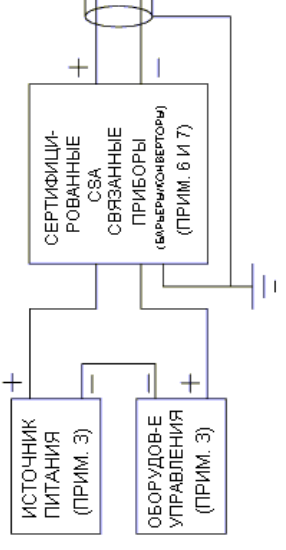 СЕРТИФИЦИ-
РОВАННЫЕ
CSA
СВЯЗАННЫЕ
ПРИБОРЫ
(БАРЬЕРЫ/КОНВЕРТОРЫ)
(ПРИМ. 6 И 7)
+
−
+
−
−
+
ИСТОЧНИК
ПИТАНИЯ
(ПРИМ. 3)
ОБОРУДОВ-Е
УПРАВЛЕНИЯ
(ПРИМ. 3)